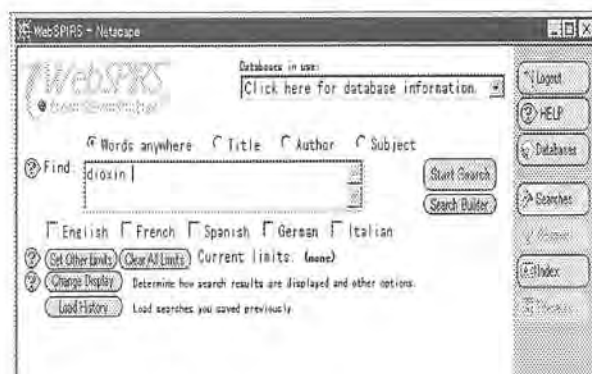 WebSPIRS - Netscape
WebSPIRS
Databases in use:
Click here for database information.
Words anywhere Title Author Subject
Find:
dioxin
Start Search
Search Builder
English French Spanish German Italian
Set Other Limits Clear All Limits Current limits: (none)
Change Display Determine how search results are displayed and other options.
Load History Load searches you saved previously.
Logout
HELP
Databases
Searches
Index